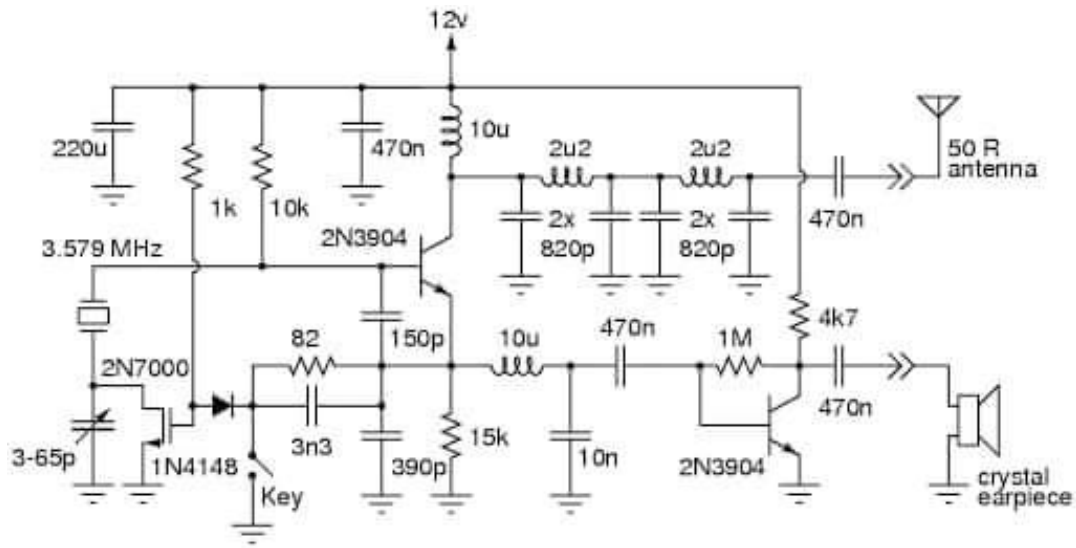 12v
220u
470n
10u
2u2
2u2
50 R
antenna
1k
10k
2x
820p
2x
820p
470n
2N3904
3.579 MHz
150p
10u
470n
1M
4k7
82
2N7000
3n3
390p
15k
10n
470n
3-65p
1N4148
Key
2N3904
crystal
earpiece